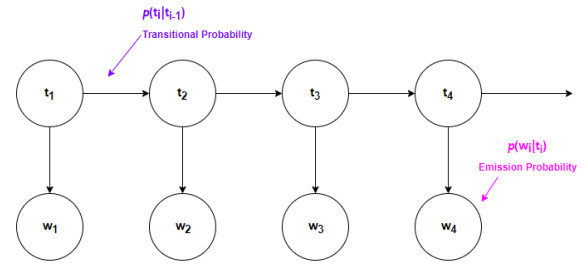 p(tᵢ|tᵢ₋₁)
Transitional Probability
t₁ t₂ t₃ t₄
p(wᵢ|tᵢ)
Emission Probability
w₁ w₂ w₃ w₄